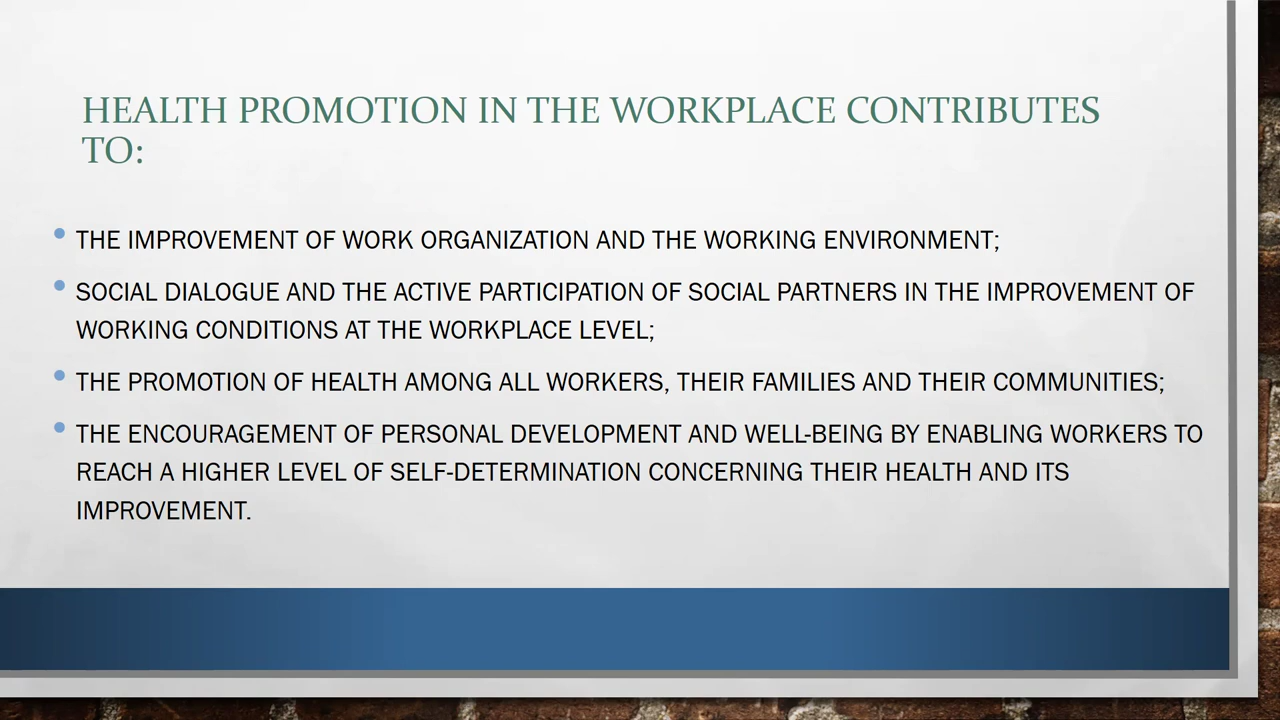 HEALTH PROMOTION IN THE WORKPLACE CONTRIBUTES
TO:
• THE IMPROVEMENT OF WORK ORGANIZATION AND THE WORKING ENVIRONMENT;
• SOCIAL DIALOGUE AND THE ACTIVE PARTICIPATION OF SOCIAL PARTNERS IN THE IMPROVEMENT OF
WORKING CONDITIONS AT THE WORKPLACE LEVEL;
• THE PROMOTION OF HEALTH AMONG ALL WORKERS, THEIR FAMILIES AND THEIR COMMUNITIES;
• THE ENCOURAGEMENT OF PERSONAL DEVELOPMENT AND WELL-BEING BY ENABLING WORKERS TO
REACH A HIGHER LEVEL OF SELF-DETERMINATION CONCERNING THEIR HEALTH AND ITS
IMPROVEMENT.